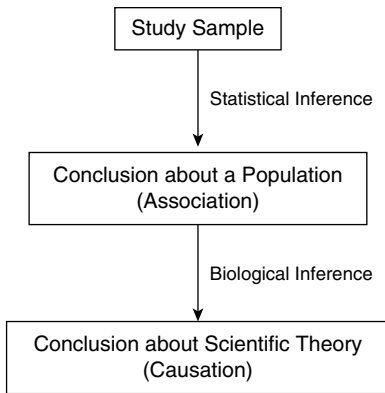 Study Sample
Statistical Inference
Conclusion about a Population
(Association)
Biological Inference
Conclusion about Scientific Theory
(Causation)